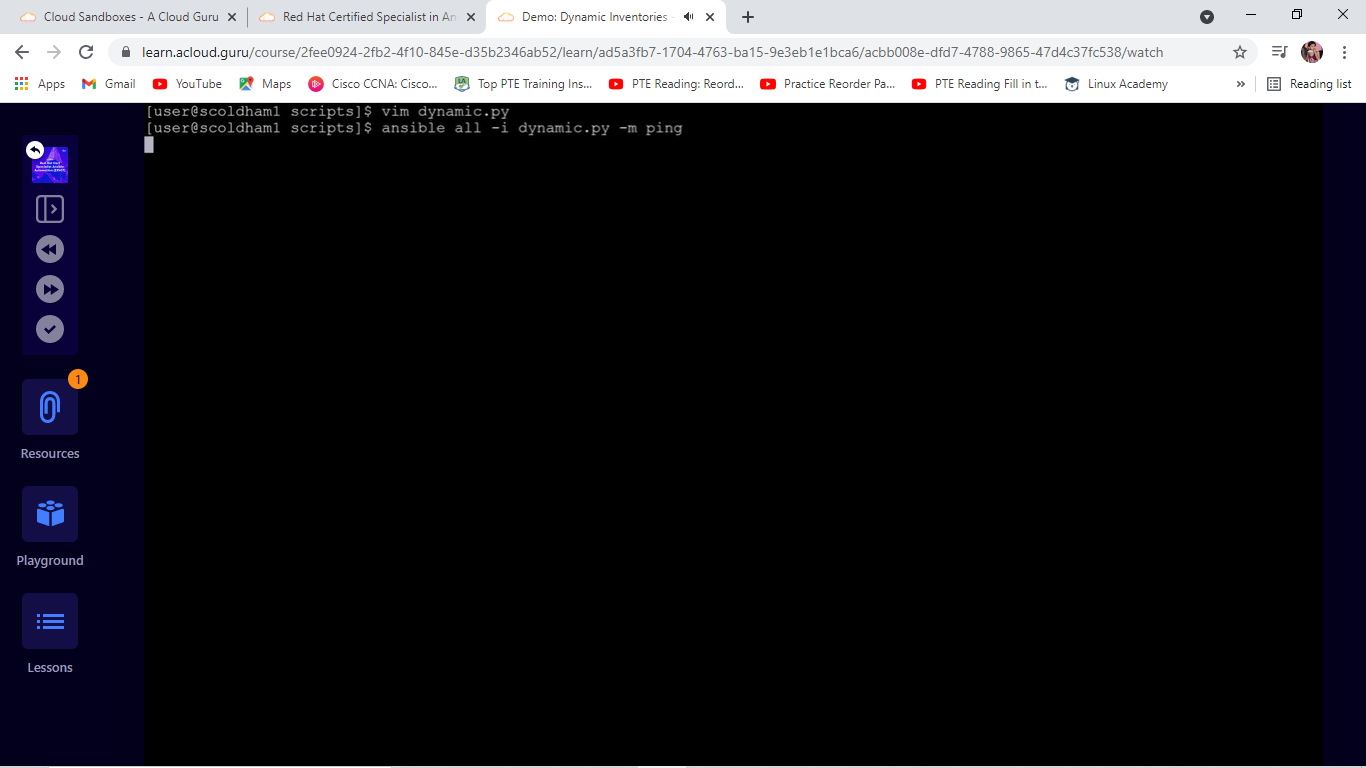 Cloud Sandboxes - A Cloud Guru
Red Hat Certified Specialist in An
Demo: Dynamic Inventories
learn.acloud.guru/course/2fee0924-2fb2-4f10-845e-d35b2346ab52/learn/ad5a3fb7-1704-4763-ba15-9e3eb1e1bca6/acbb008e-dfd7-4788-9865-47d4c37fc538/watch
Apps
Gmail
YouTube
Maps
Cisco CCNA: Cisco...
Top PTE Training Ins...
PTE Reading: Reord...
Practice Reorder Pa...
PTE Reading Fill in t...
Linux Academy
»
Reading list
[user@scoldham1 scripts]$ vim dynamic.py
[user@scoldham1 scripts]$ ansible all -i dynamic.py -m ping
1
Resources
Playground
Lessons